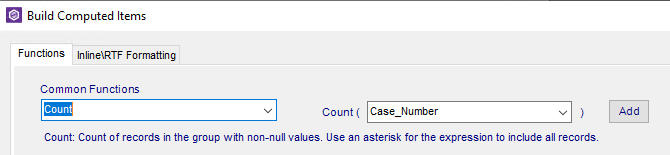 Build Computed Items
Functions
Inline\RTF Formatting
Common Functions
Count
Count ( Case_Number )
Add
Count: Count of records in the group with non-null values. Use an asterisk for the expression to include all records.